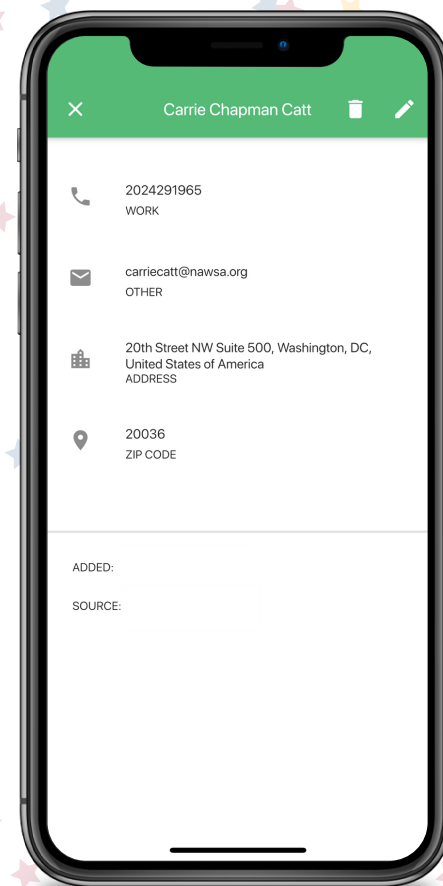 Carrie Chapman Catt
2024291965
WORK
carriecatt@nawsa.org
OTHER
20th Street NW Suite 500, Washington, DC,
United States of America
ADDRESS
20036
ZIP CODE
ADDED:
SOURCE: